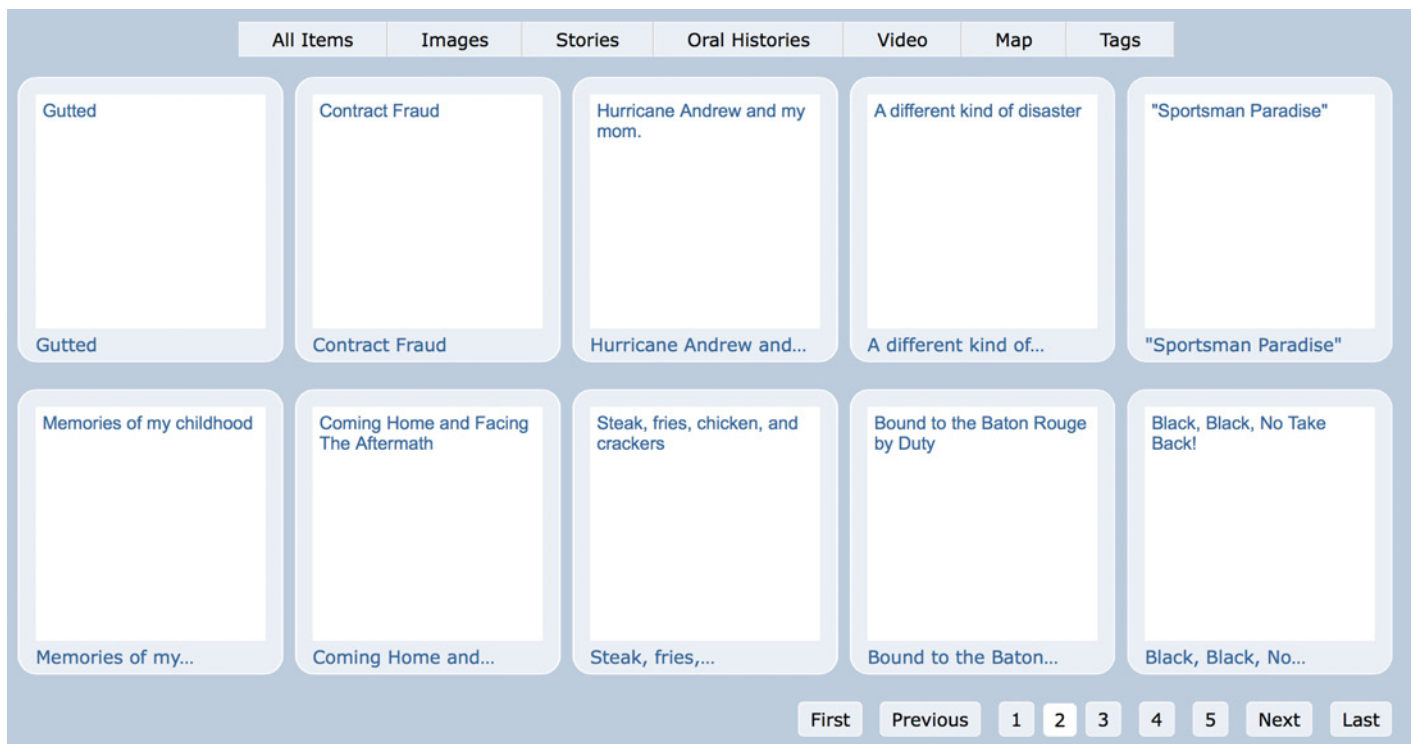 All Items Images Stories Oral Histories Video Map Tags
Gutted
Gutted
Contract Fraud
Contract Fraud
Hurricane Andrew and my
mom.
Hurricane Andrew and...
A different kind of disaster
A different kind of...
"Sportsman Paradise"
"Sportsman Paradise"
Memories of my childhood
Memories of my...
Coming Home and Facing
The Aftermath
Coming Home and...
Steak, fries, chicken, and
crackers
Steak, fries,...
Bound to the Baton Rouge
by Duty
Bound to the Baton...
Black, Black, No Take
Back!
Black, Black, No...
First Previous 1 2 3 4 5 Next Last